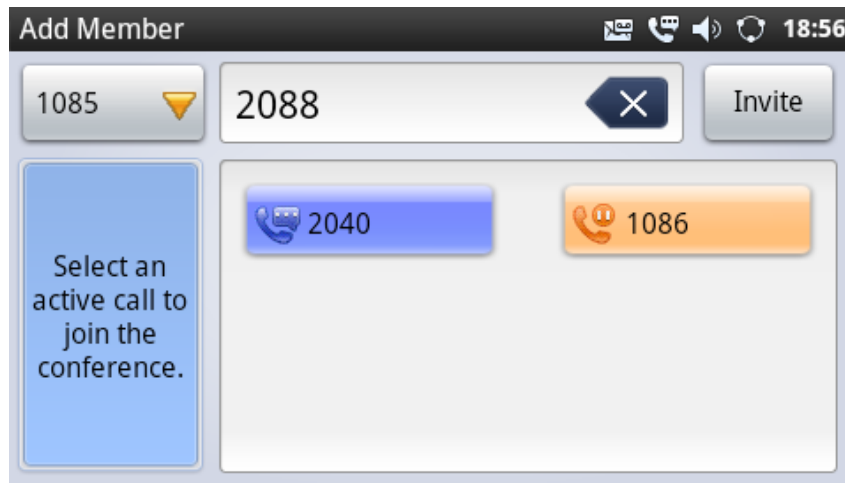 Add Member
18:56
1085
2088
Invite
Select an
active call to
join the
conference.
2040
1086